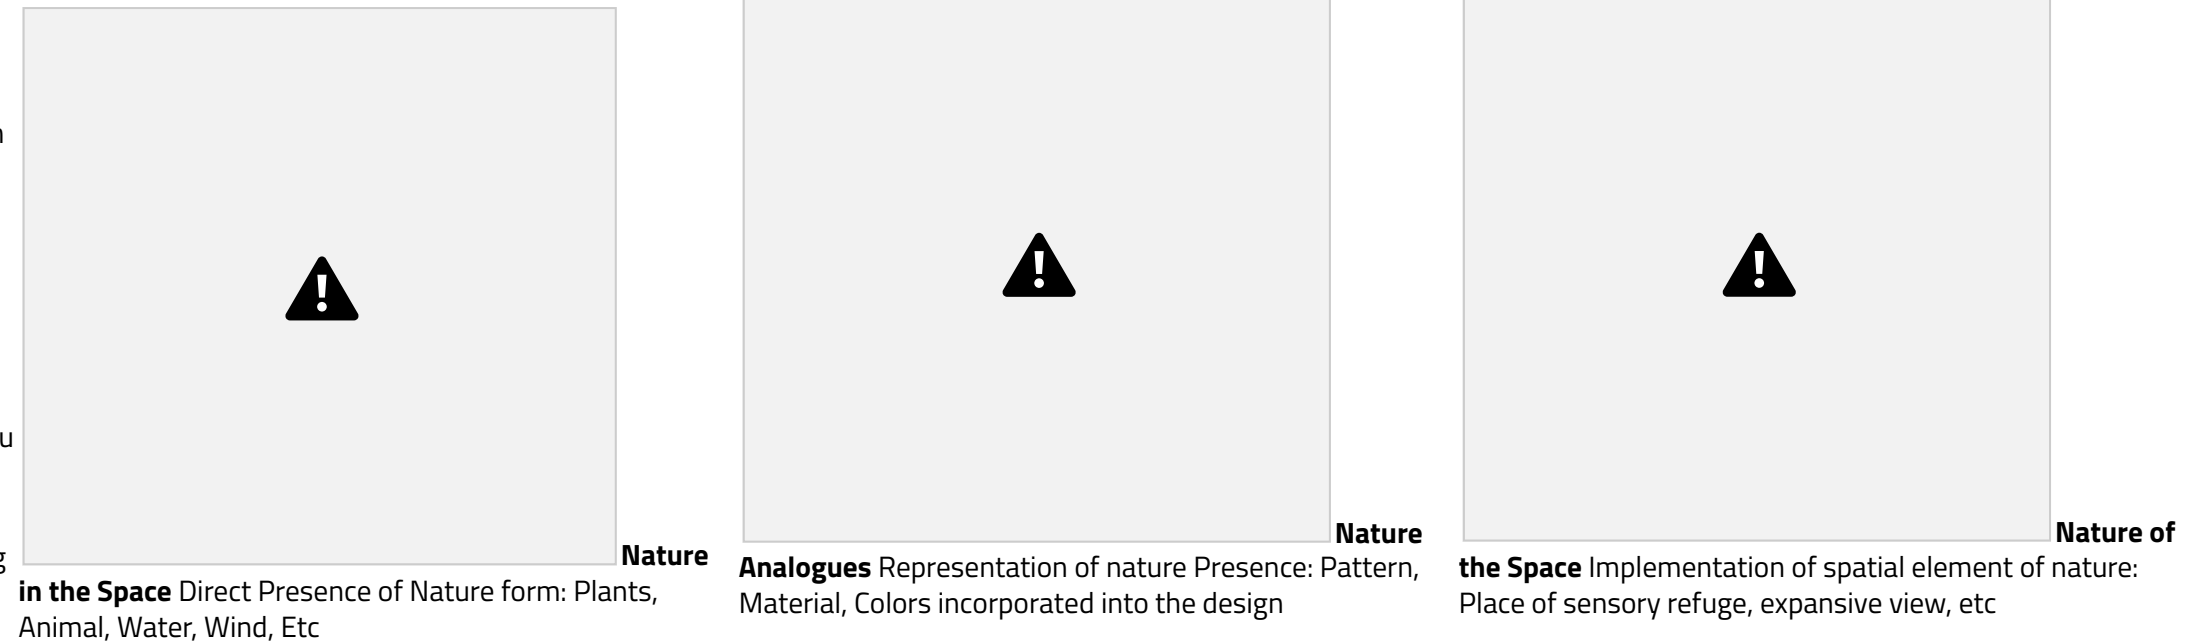 Nature
in the Space Direct Presence of Nature form: Plants,
Animal, Water, Wind, Etc
Nature
Analogues Representation of nature Presence: Pattern,
Material, Colors incorporated into the design
Nature of
the Space Implementation of spatial element of nature:
Place of sensory refuge, expansive view, etc